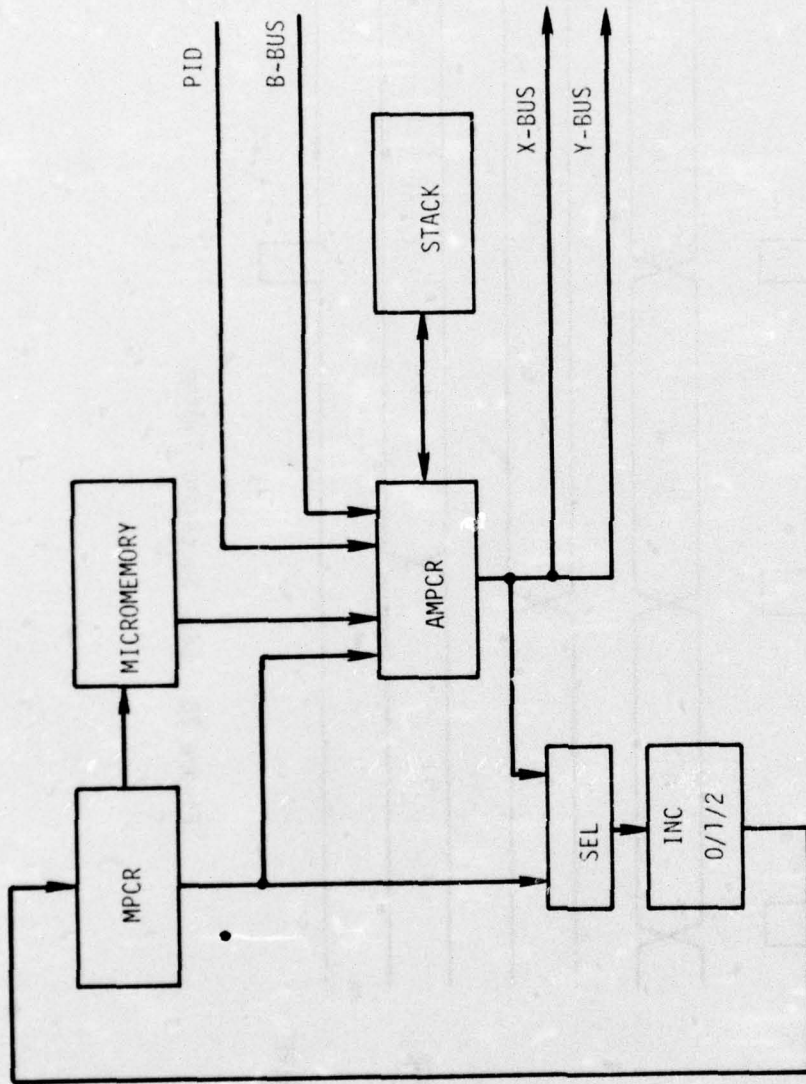 PID
B-BUS
MPCR
MICROMEMORY
AMPCR
STACK
SEL
INC
0/1/2
X-BUS
Y-BUS